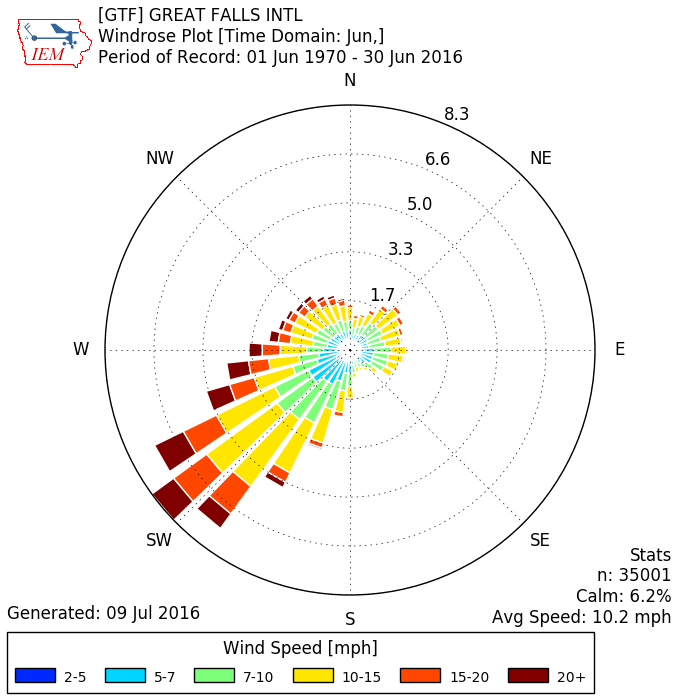 [GTF] GREAT FALLS INTL
Windrose Plot [Time Domain: Jun,]
Period of Record: 01 Jun 1970 - 30 Jun 2016
IEM
N
8.3
NW
6.6
NE
5.0
3.3
1.7
W
E
SW
SE
S
Stats
n: 35001
Calm: 6.2%
Avg Speed: 10.2 mph
Generated: 09 Jul 2016
Wind Speed [mph]
2-5 5-7 7-10 10-15 15-20 20+